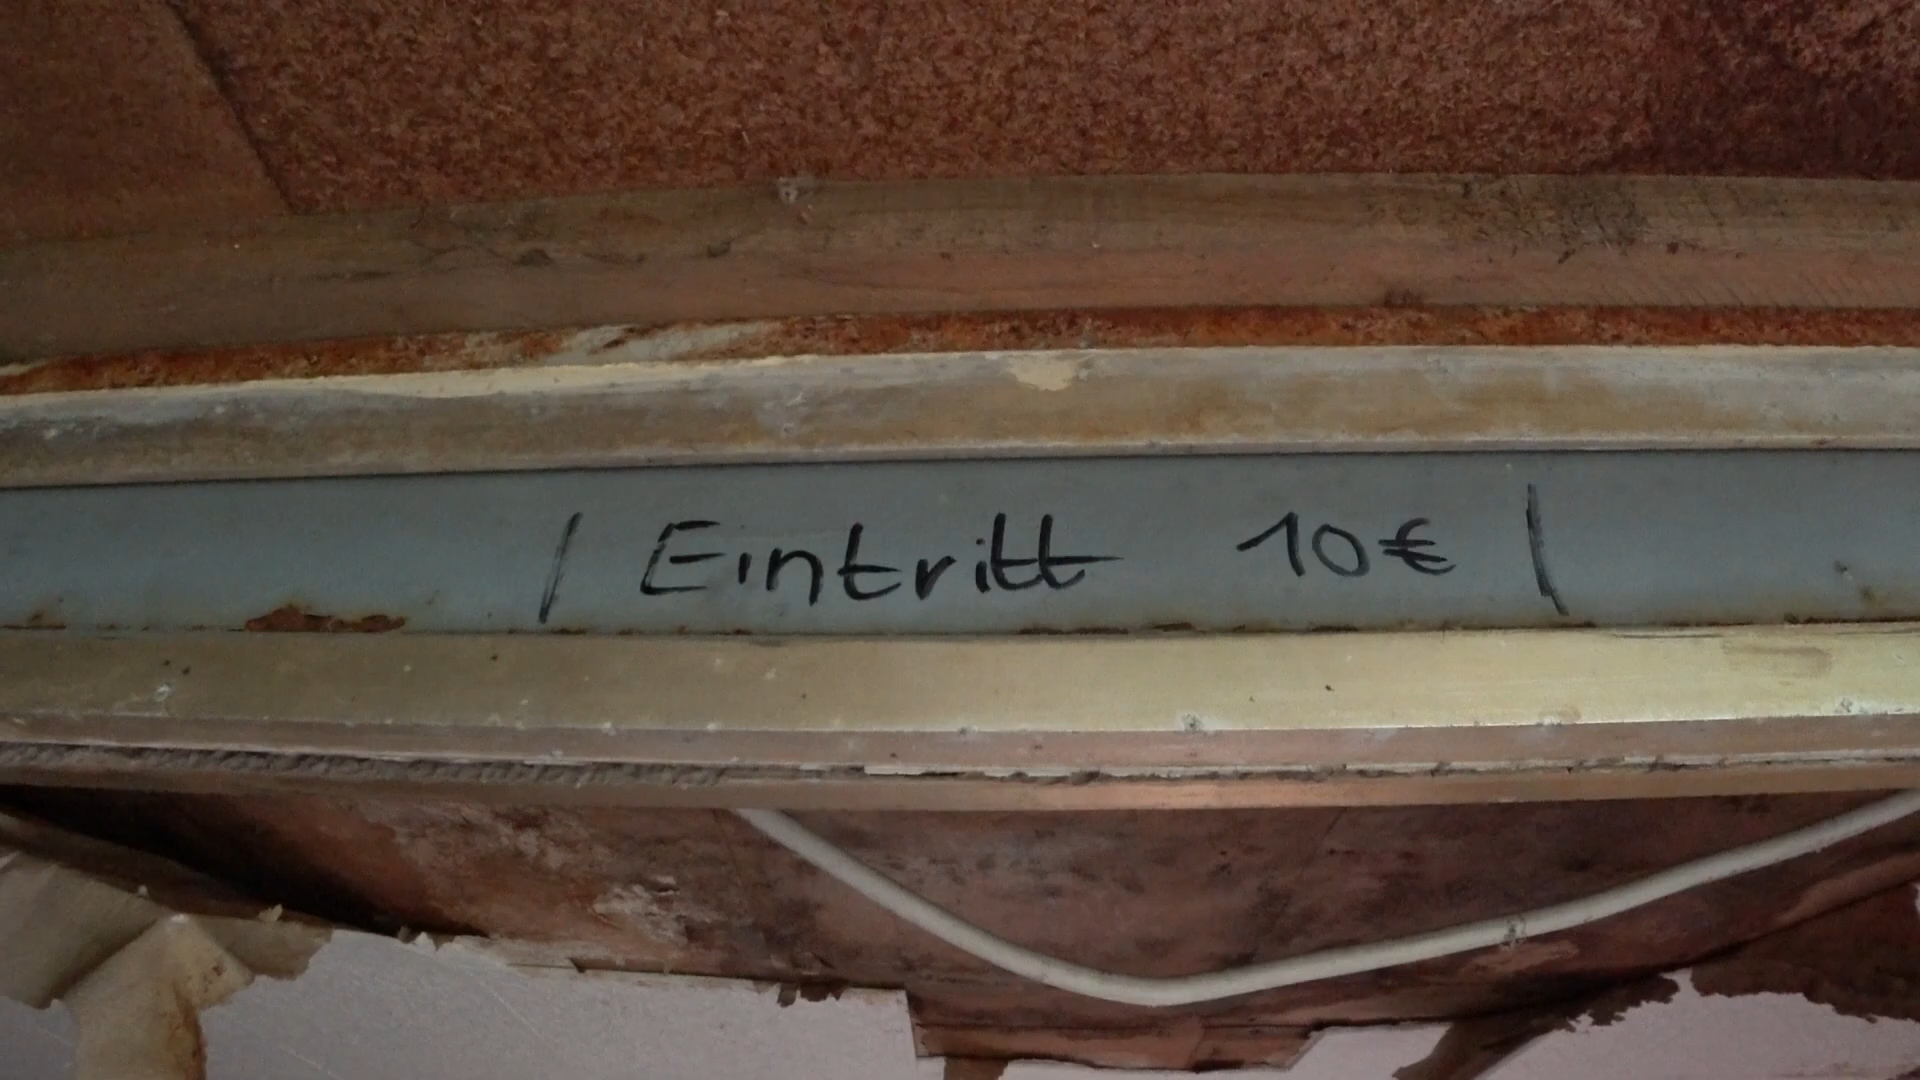 | Eintritt 10€ |